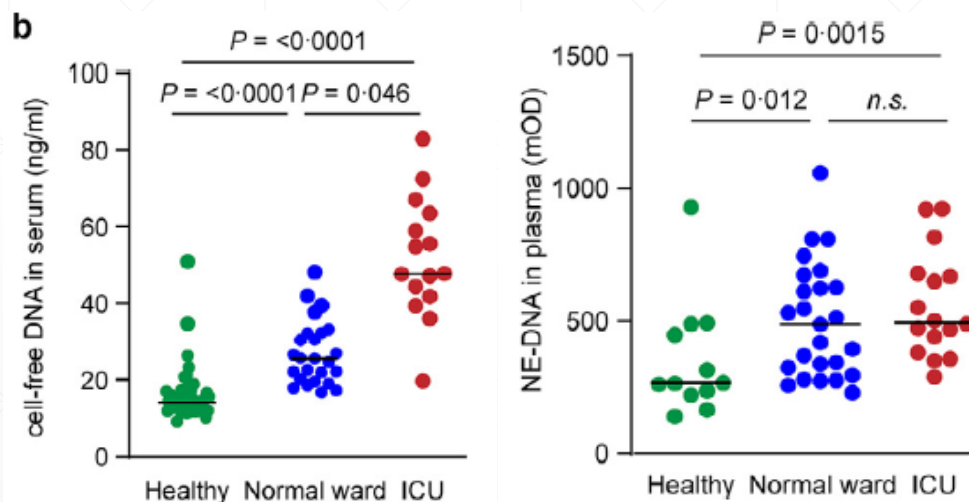 b
P = <0·0001
P = <0·0001 P = 0·046
cell-free DNA in serum (ng/ml)
100
80
60
40
20
0
Healthy Normal ward ICU
P = 0·0015
P = 0·012 n.s.
NE-DNA in plasma (mOD)
1500
1000
500
0
Healthy Normal ward ICU